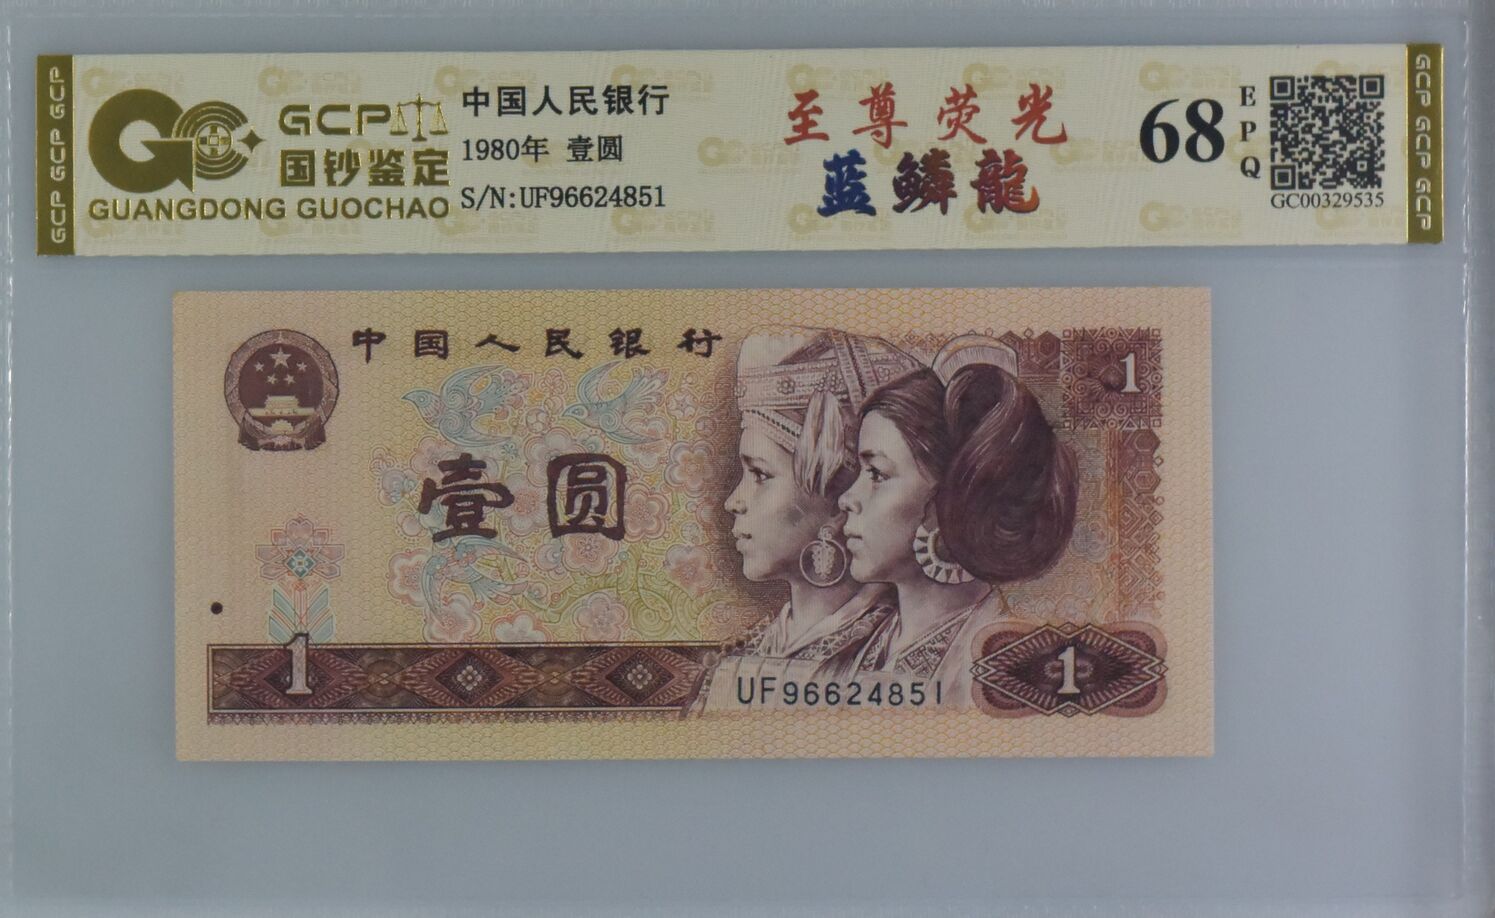 GCP GCP GCP
GCP
国钞鉴定
GUANGDONG GUOCHAO
中国人民银行
1980年 壹圆
S/N:UF96624851
至尊荧光
蓝鳞龍
68
EPQ
GC00329535
GCP GCP GCP
中国人民银行
1
壹圆
1
UF96624851
1